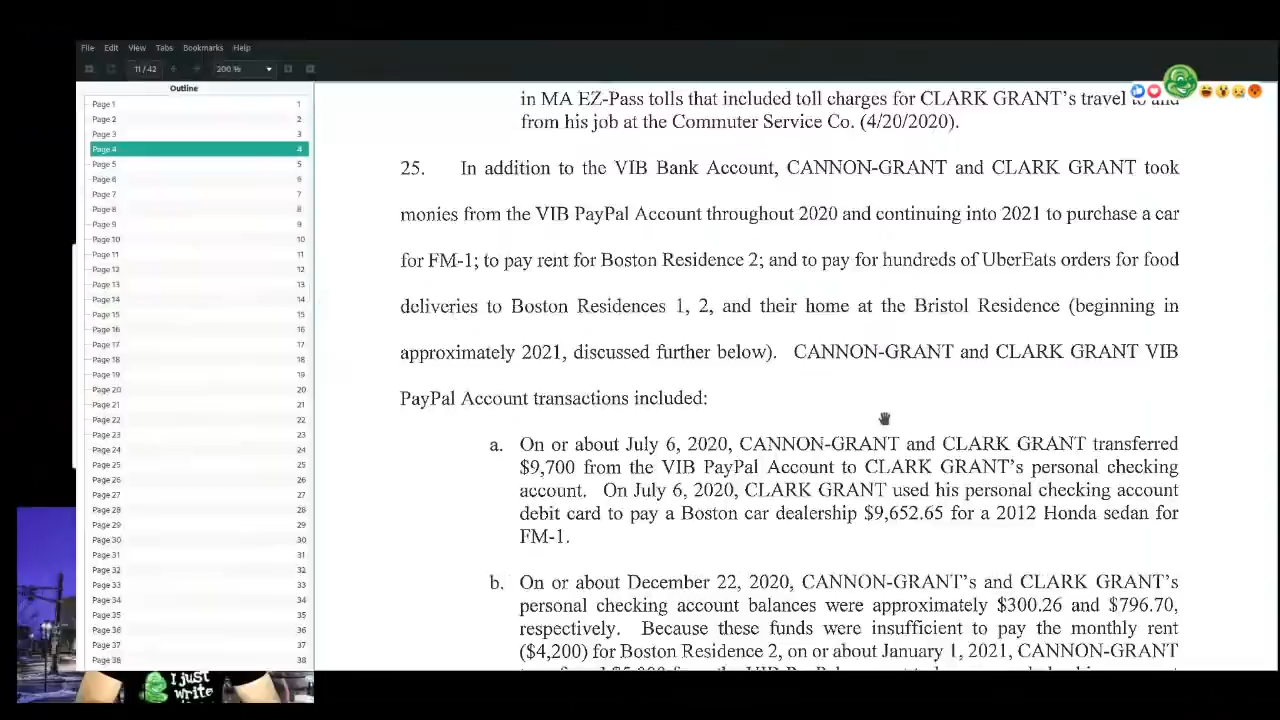 File Edit View Tabs Bookmarks Help
11 / 42 200 %
Outline
Page 1 1
Page 2 2
Page 3 3
Page 4 4
Page 5 5
Page 6 6
Page 7 7
Page 8 8
Page 9 9
Page 10 10
Page 11 11
Page 12 12
Page 13 13
Page 14 14
Page 15 15
Page 16 16
Page 17 17
Page 18 18
Page 19 19
Page 20 20
Page 21 21
Page 22 22
Page 23 23
Page 24 24
Page 25 25
Page 26 26
Page 27 27
Page 28 28
Page 29 29
Page 30 30
Page 31 31
Page 32 32
Page 33 33
Page 34 34
Page 35 35
Page 36 36
Page 37 37
Page 38 38
in MA EZ-Pass tolls that included toll charges for CLARK GRANT's travel to and
from his job at the Commuter Service Co. (4/20/2020).
25. In addition to the VIB Bank Account, CANNON-GRANT and CLARK GRANT took
monies from the VIB PayPal Account throughout 2020 and continuing into 2021 to purchase a car
for FM-1; to pay rent for Boston Residence 2; and to pay for hundreds of UberEats orders for food
deliveries to Boston Residences 1, 2, and their home at the Bristol Residence (beginning in
approximately 2021, discussed further below). CANNON-GRANT and CLARK GRANT VIB
PayPal Account transactions included:
a. On or about July 6, 2020, CANNON-GRANT and CLARK GRANT transferred
$9,700 from the VIB PayPal Account to CLARK GRANT's personal checking
account. On July 6, 2020, CLARK GRANT used his personal checking account
debit card to pay a Boston car dealership $9,652.65 for a 2012 Honda sedan for
FM-1.
b. On or about December 22, 2020, CANNON-GRANT's and CLARK GRANT's
personal checking account balances were approximately $300.26 and $796.70,
respectively. Because these funds were insufficient to pay the monthly rent
($4,200) for Boston Residence 2, on or about January 1, 2021, CANNON-GRANT
I just
write